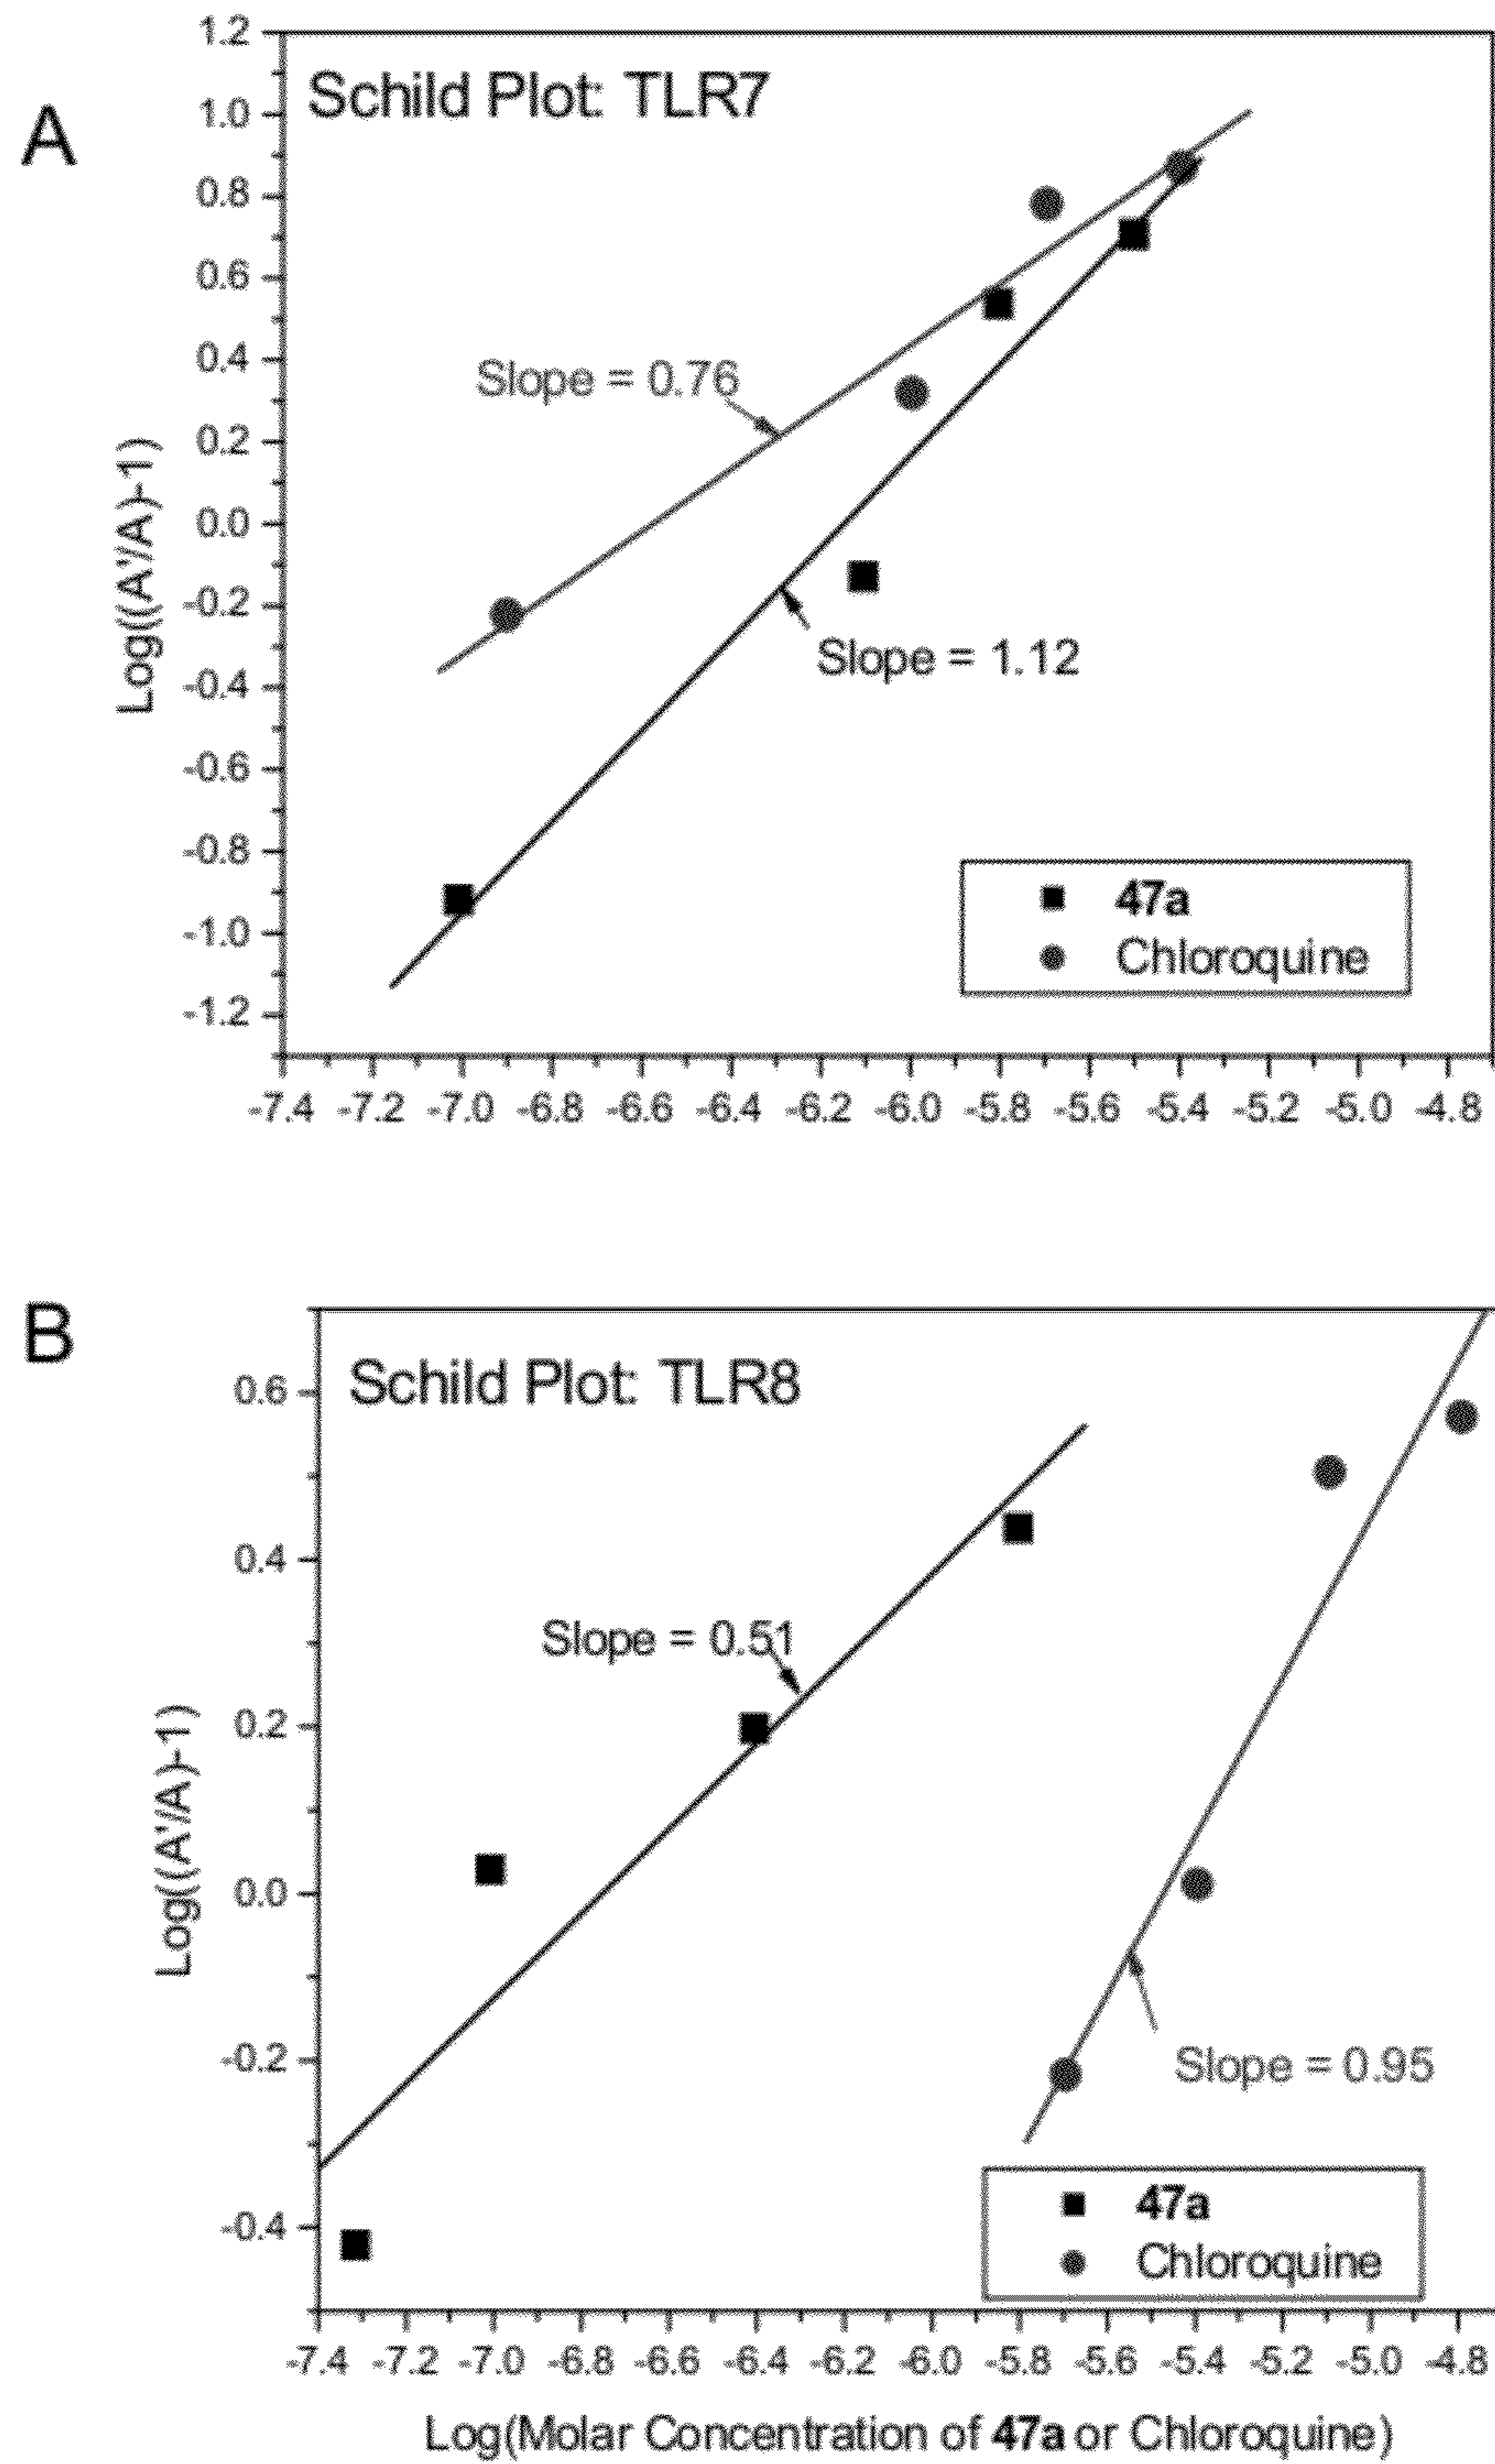 A
Schild Plot: TLR7
1.2
1.0
0.8
0.6
0.4
0.2
0.0
-0.2
-0.4
-0.6
-0.8
-1.0
-1.2
Log((A'/A)-1)
Slope = 0.76
Slope = 1.12
47a
Chloroquine
-7.4 -7.2 -7.0 -6.8 -6.6 -6.4 -6.2 -6.0 -5.8 -5.6 -5.4 -5.2 -5.0 -4.8
B
Schild Plot: TLR8
0.6
0.4
0.2
0.0
-0.2
-0.4
Log((A'/A)-1)
Slope = 0.51
Slope = 0.95
47a
Chloroquine
-7.4 -7.2 -7.0 -6.8 -6.6 -6.4 -6.2 -6.0 -5.8 -5.6 -5.4 -5.2 -5.0 -4.8
Log(Molar Concentration of 47a or Chloroquine)